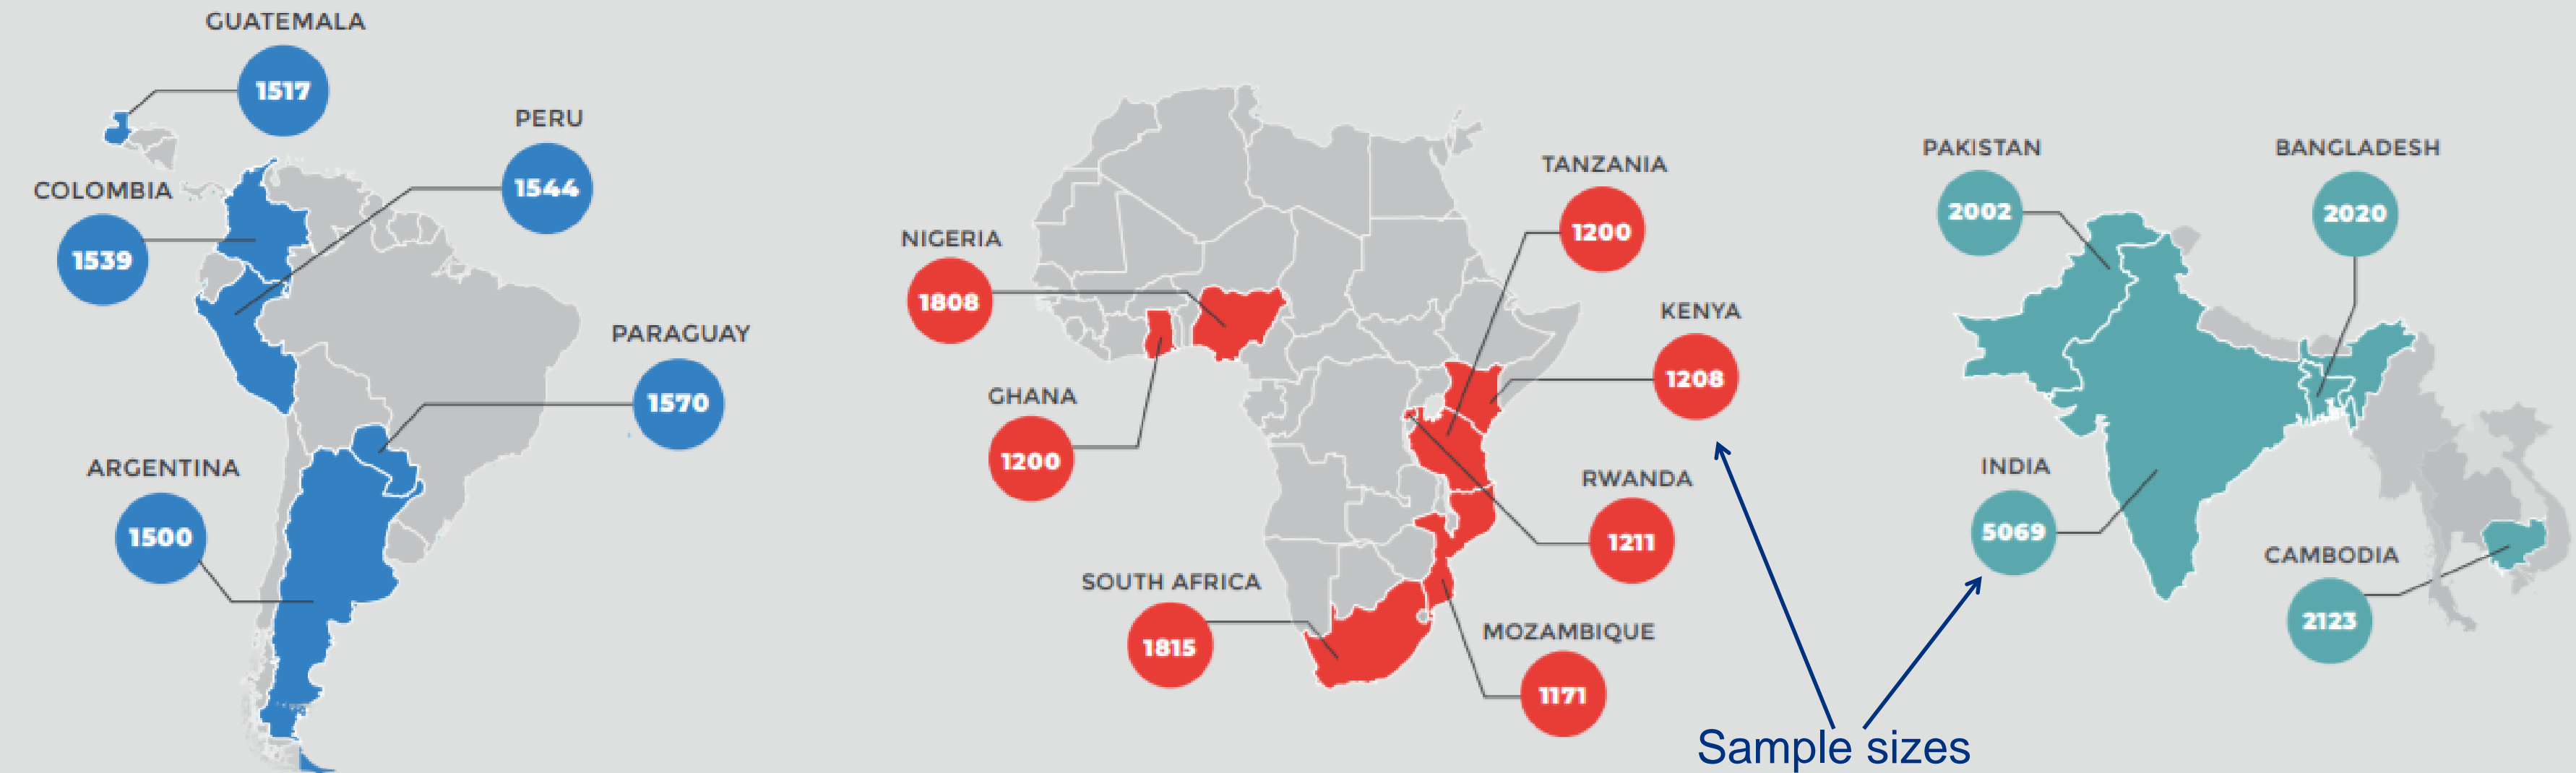 GUATEMALA
1517
PERU
1544
COLOMBIA
1539
PARAGUAY
1570
ARGENTINA
1500
TANZANIA
1200
NIGERIA
1808
KENYA
1208
GHANA
1200
RWANDA
1211
SOUTH AFRICA
1815
MOZAMBIQUE
1171
PAKISTAN
2002
BANGLADESH
2020
INDIA
5069
CAMBODIA
2123
Sample sizes